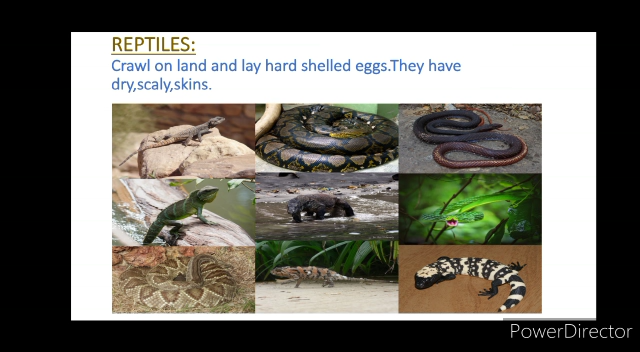 REPTILES:
Crawl on land and lay hard shelled eggs.They have
dry,scaly,skins.
PowerDirector